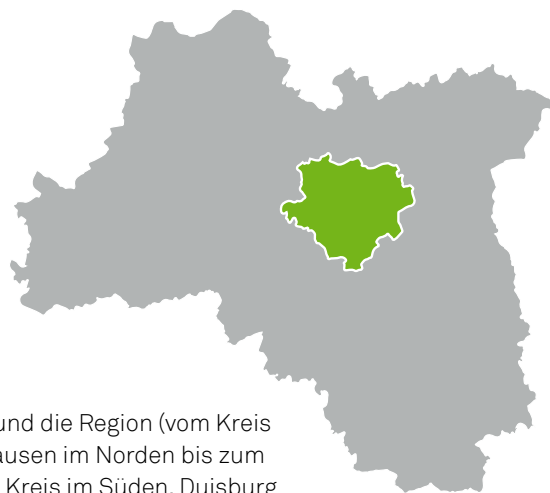 und die Region (vom Kreis
ausen im Norden bis zum
Kreis im Süden, Duisburg